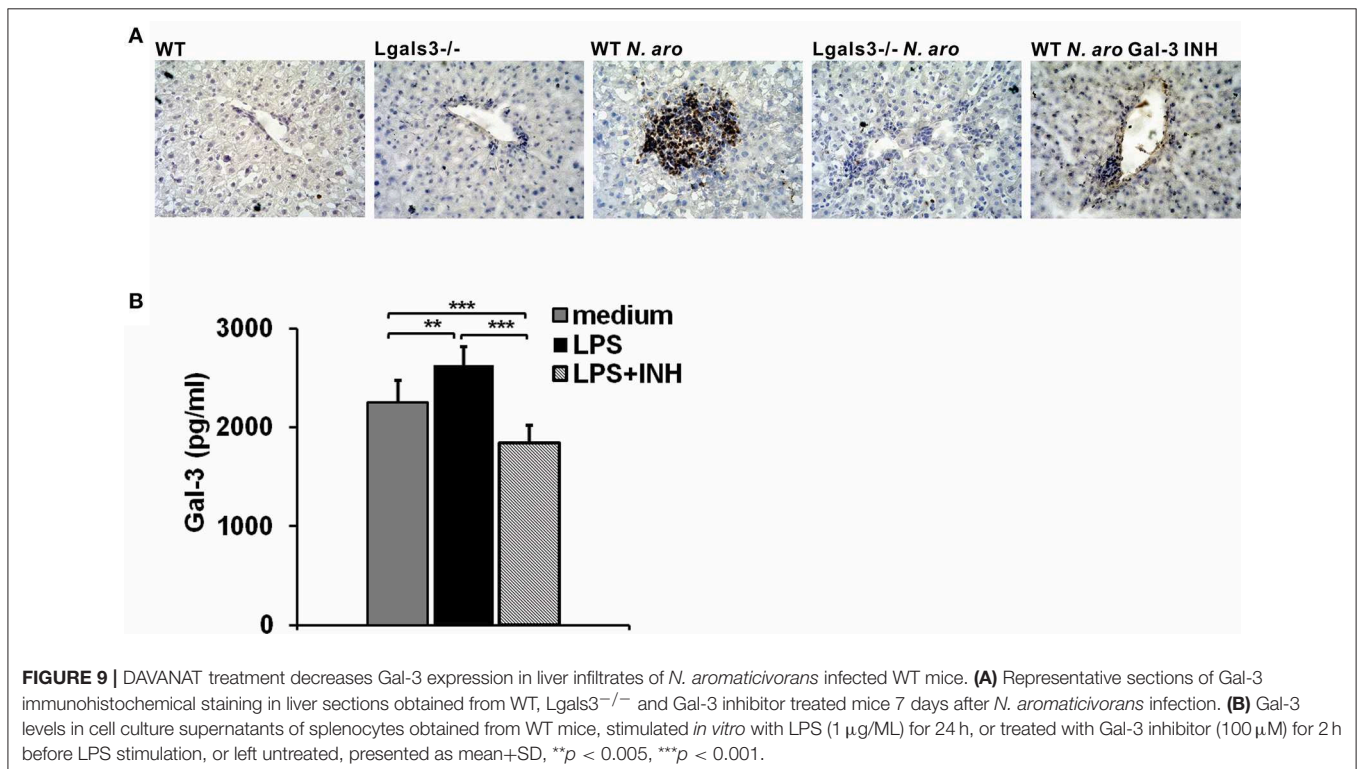 A
WT
Lgals3-/-
WT N. aro
Lgals3-/- N. aro
WT N. aro Gal-3 INH
B
Gal-3 (pg/ml)
3000
2000
1000
0
***
**
***
medium
LPS
LPS+INH
FIGURE 9 | DAVANAT treatment decreases Gal-3 expression in liver infiltrates of N. aromaticivorans infected WT mice. (A) Representative sections of Gal-3
immunohistochemical staining in liver sections obtained from WT, Lgals3−/− and Gal-3 inhibitor treated mice 7 days after N. aromaticivorans infection. (B) Gal-3
levels in cell culture supernatants of splenocytes obtained from WT mice, stimulated in vitro with LPS (1 μg/ML) for 24 h, or treated with Gal-3 inhibitor (100 μM) for 2 h
before LPS stimulation, or left untreated, presented as mean+SD, **p < 0.005, ***p < 0.001.